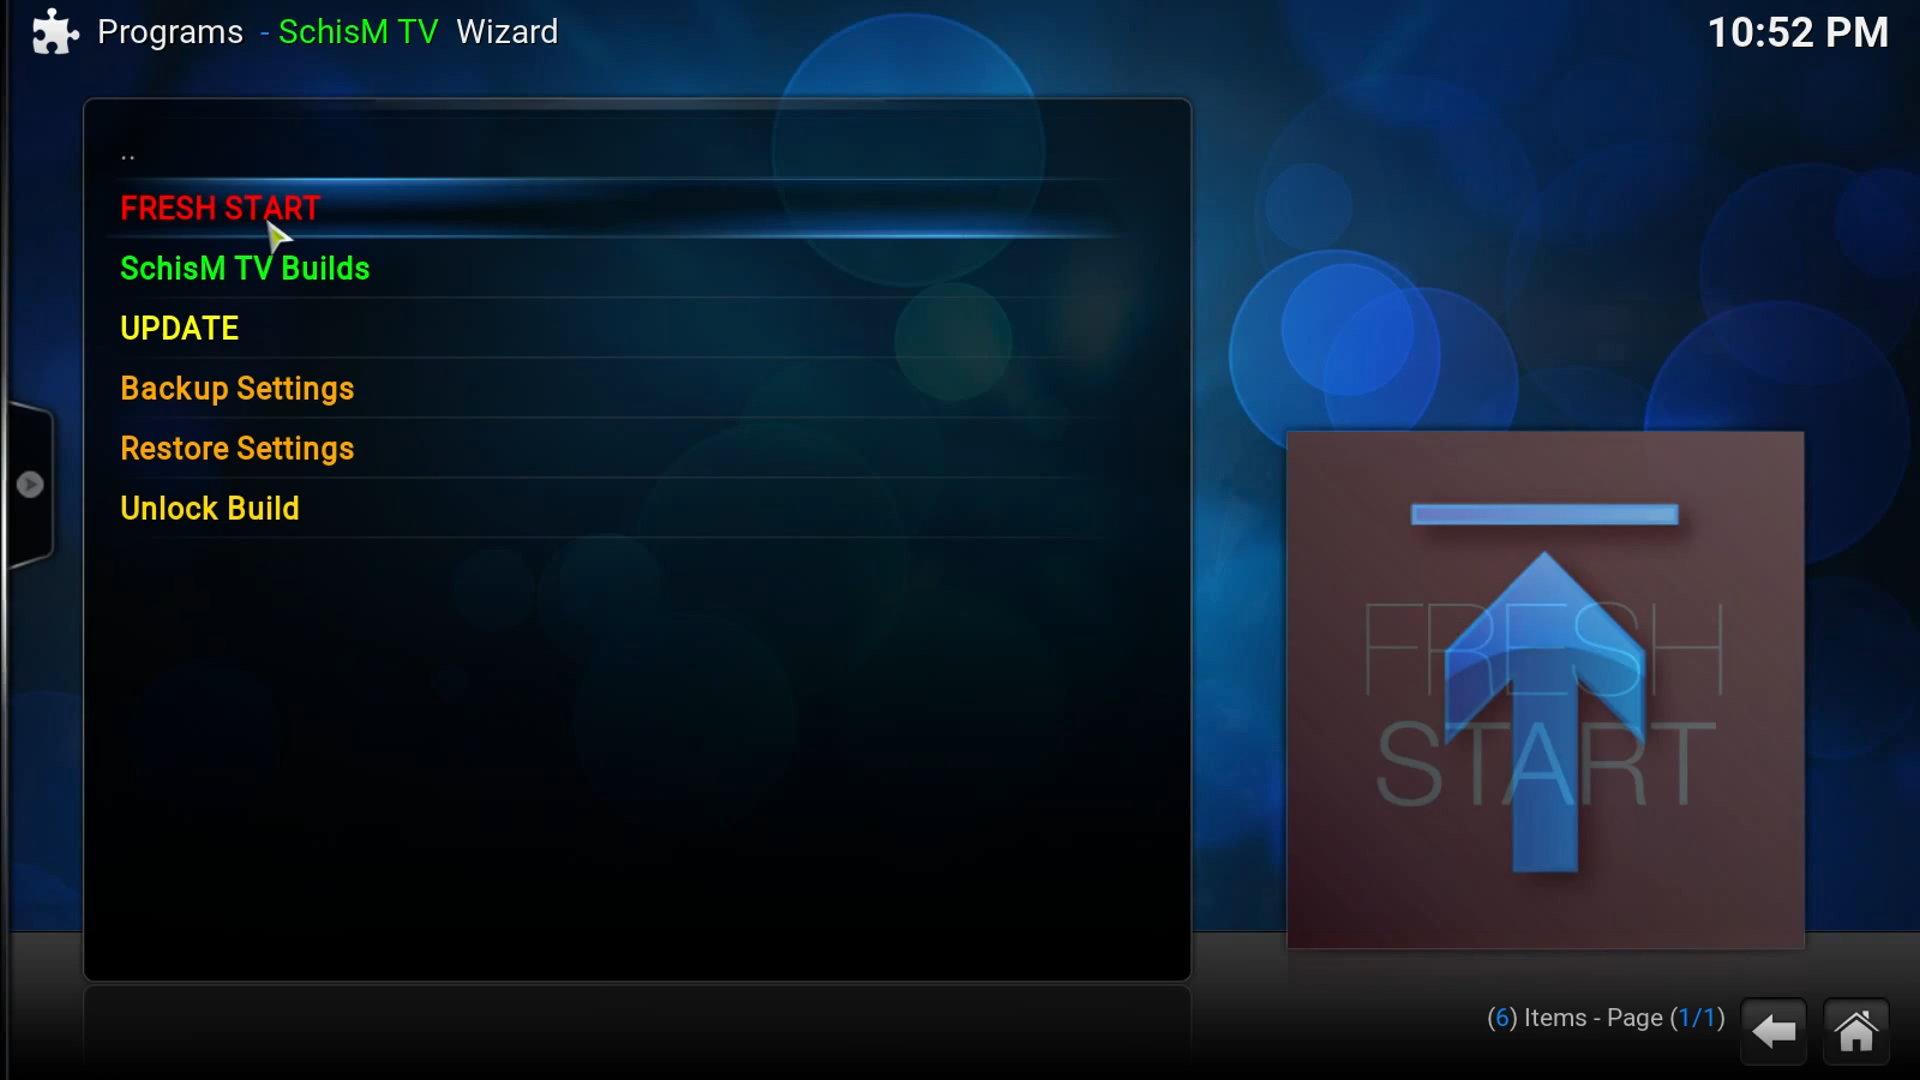 Programs - SchisM TV Wizard
10:52 PM
..
FRESH START
SchisM TV Builds
UPDATE
Backup Settings
Restore Settings
Unlock Build
FRESH
START
(6) Items - Page (1/1)